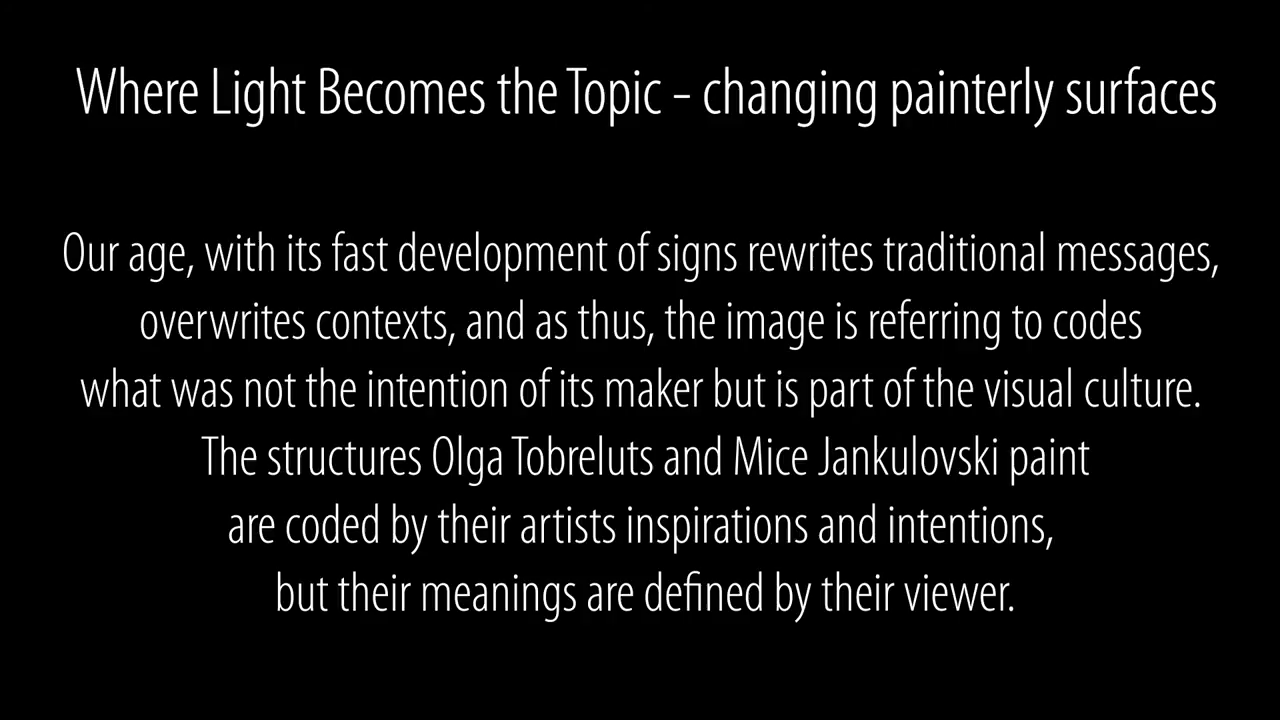 Where Light Becomes the Topic – changing painterly surfaces
Our age, with its fast development of signs rewrites traditional messages,
overwrites contexts, and as thus, the image is referring to codes
what was not the intention of its maker but is part of the visual culture.
The structures Olga Tobreluts and Mice Jankulovski paint
are coded by their artists inspirations and intentions,
but their meanings are defined by their viewer.